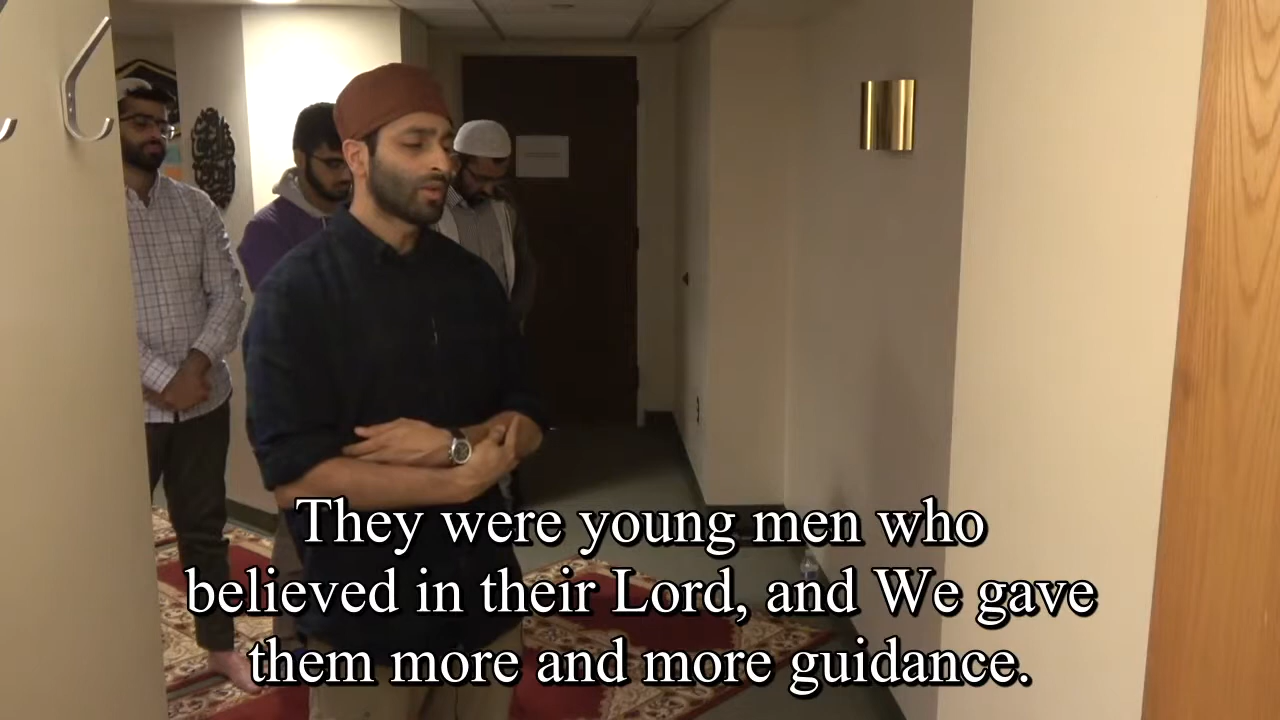 They were young men who
believed in their Lord, and We gave
them more and more guidance.